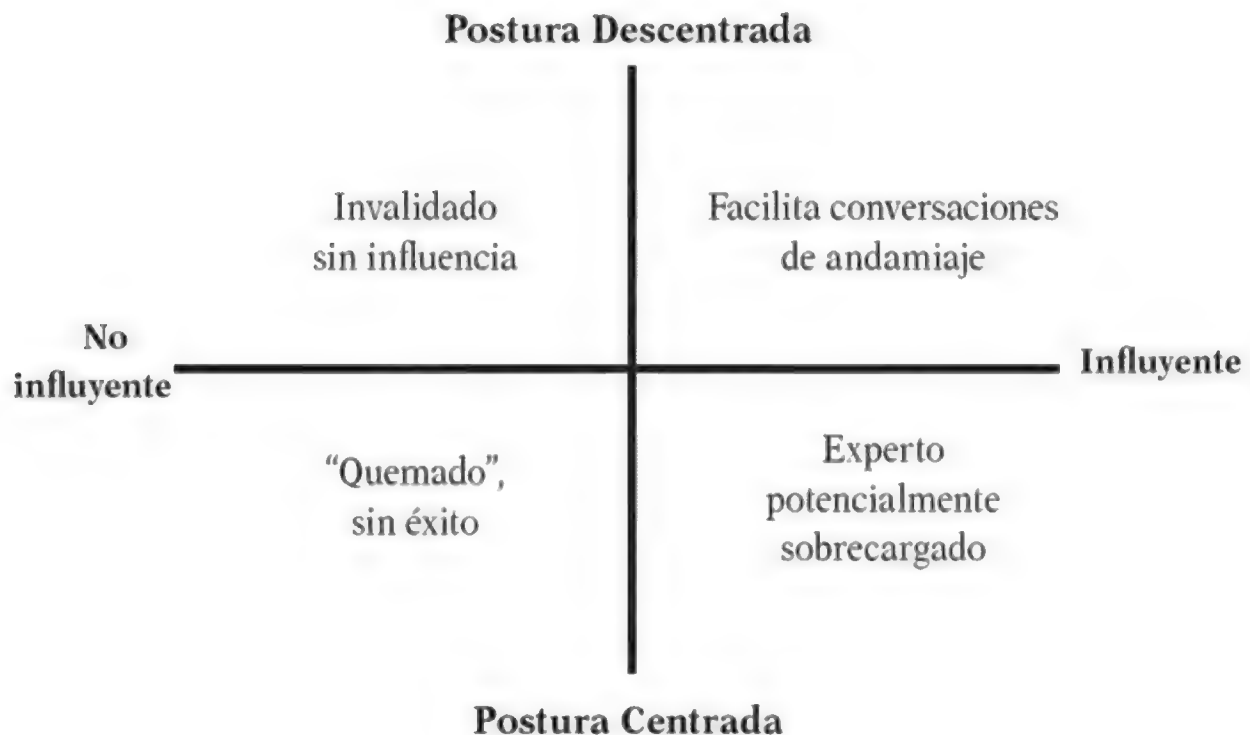 Postura Descentrada
Invalidado
sin influencia
Facilita conversaciones
de andamiaje
No
influyente
Influyente
“Quemado”,
sin éxito
Experto
potencialmente
sobrecargado
Postura Centrada